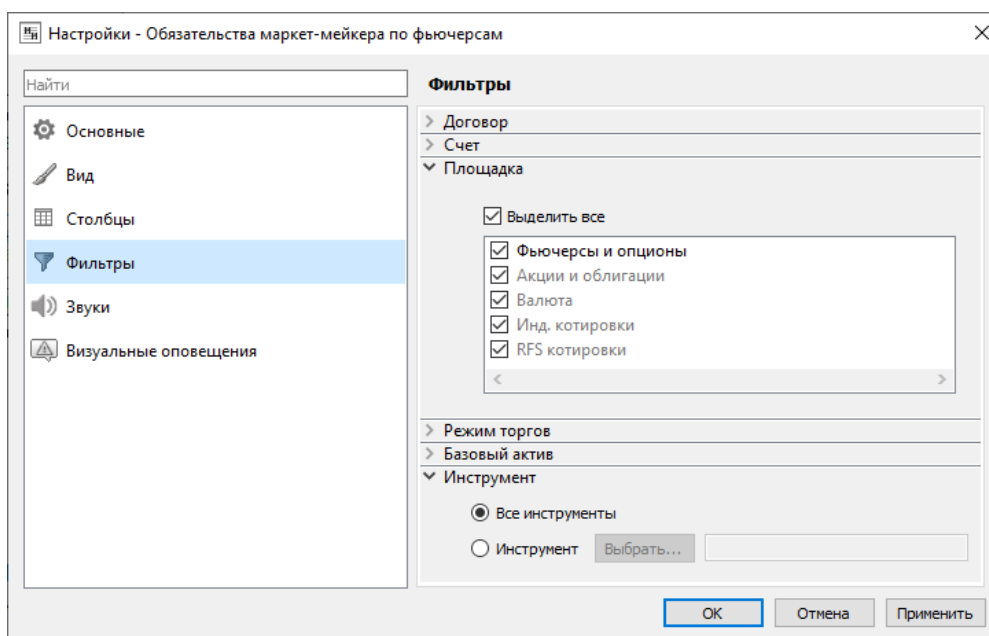 Настройки - Обязательства маркет-мейкера по фьючерсам
Найти
Основные
Вид
Столбцы
Фильтры
Звуки
Визуальные оповещения
Фильтры
Договор
Счет
Площадка
Выделить все
Фьючерсы и опционы
Акции и облигации
Валюта
Инд. котировки
RFS котировки
Режим торгов
Базовый актив
Инструмент
Все инструменты
Инструмент Выбрать...
OK Отмена Применить